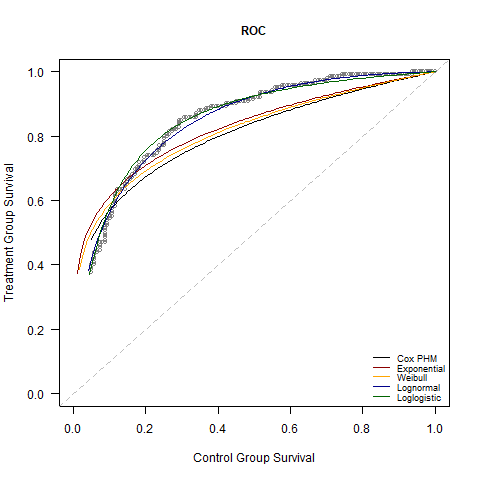 ROC
Treatment Group Survival
1.0
0.8
0.6
0.4
0.2
0.0
0.0 0.2 0.4 0.6 0.8 1.0
Control Group Survival
Cox PHM
Exponential
Weibull
Lognormal
Loglogistic